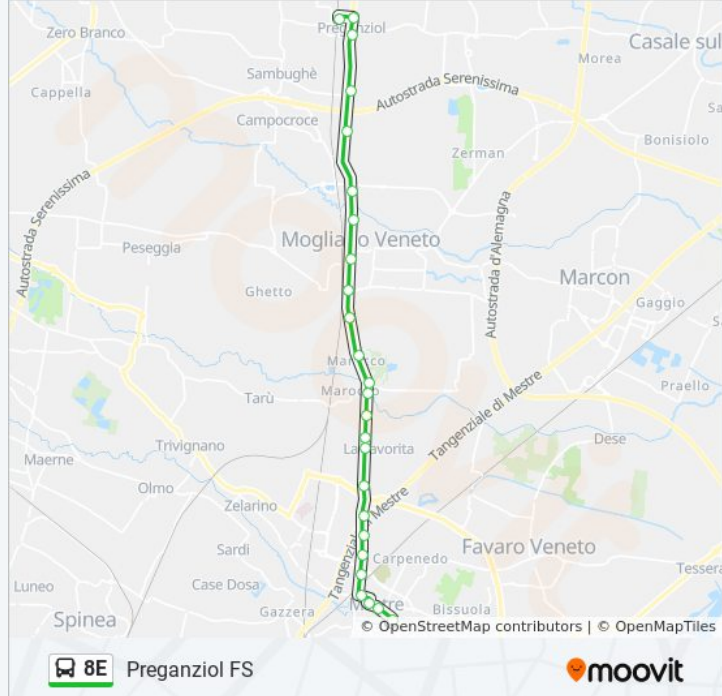 Zero Branco
Preganziol
Casale sul
Morea
Sambughè
Cappella
Autostrada Serenissima
Campocroce
Bonisiolo
Zerman
Autostrada Serenissima
Autostrada d'Alemagna
Mogliano Veneto
Peseggia
Marcon
Ghetto
Gaggio
Marocco
Praello
Marocco
Tarù
Tangenziale di Mestre
Dese
Trivignano
La Favorita
Maerne
Olmo
Zelarino
Tangenziale di Mestre
Favaro Veneto
Sardi
Carpenedo
Tessera
Luneo
Case Dosa
Bissuola
Gazzera
Mestre
Spinea
© OpenStreetMap contributors | © OpenMapTiles
8E Preganziol FS
moovit